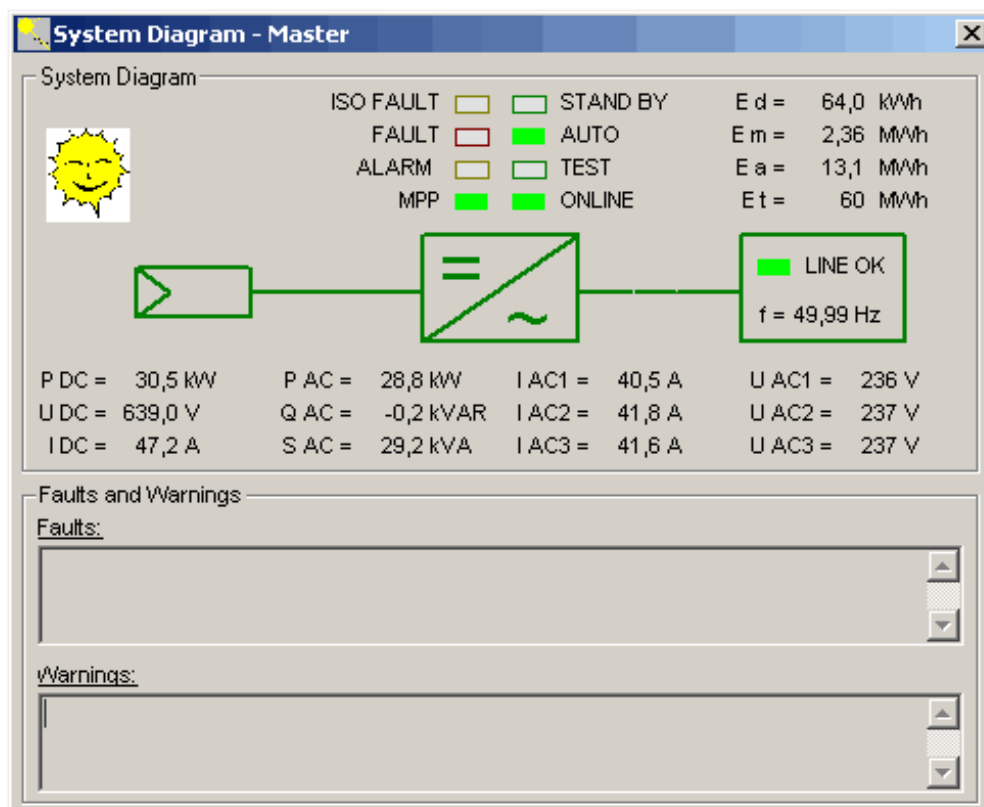 System Diagram - Master
System Diagram
ISO FAULT STAND BY E d = 64,0 kWh
FAULT AUTO E m = 2,36 MWh
ALARM TEST E a = 13,1 MWh
MPP ONLINE E t = 60 MWh
LINE OK
f = 49,99 Hz
P DC = 30,5 kW P AC = 28,8 kW I AC1 = 40,5 A U AC1 = 236 V
U DC = 639,0 V Q AC = -0,2 kVAR I AC2 = 41,8 A U AC2 = 237 V
I DC = 47,2 A S AC = 29,2 kVA I AC3 = 41,6 A U AC3 = 237 V
Faults and Warnings
Faults:
Warnings: